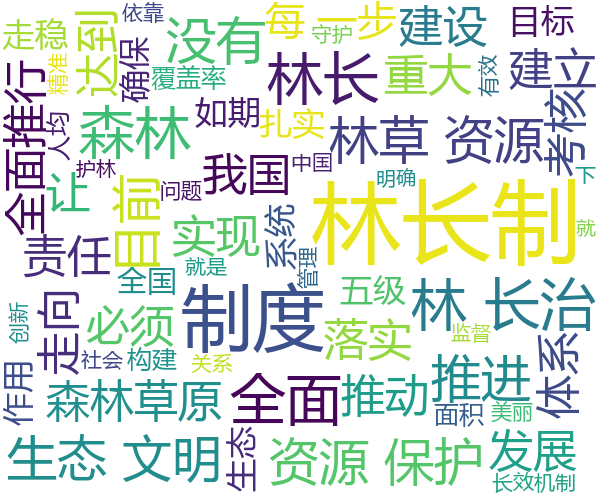 依靠
走稳
达到
没有
每一步
守护
建设
目标
精准
确保
覆盖率
林长
重大
有效
建立
全面推行
人均
森林
如期
扎实
林草 资源
考核
护林
让
目前
我国
中国
问题
明确
下
林长制
就
责任
实现
系统
全国
就是
管理
五级
走向
创新
必须
制度
林 长治
落实
监督
社会
构建
关系
作用
森林草原
全面
推动
推进
体系
面积
美丽
生态 文明
生态
资源 保护
发展
长效机制